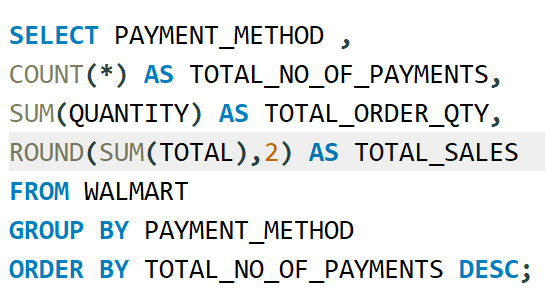 SELECT PAYMENT_METHOD ,
COUNT(*) AS TOTAL_NO_OF_PAYMENTS,
SUM(QUANTITY) AS TOTAL_ORDER_QTY,
ROUND(SUM(TOTAL),2) AS TOTAL_SALES
FROM WALMART
GROUP BY PAYMENT_METHOD
ORDER BY TOTAL_NO_OF_PAYMENTS DESC;